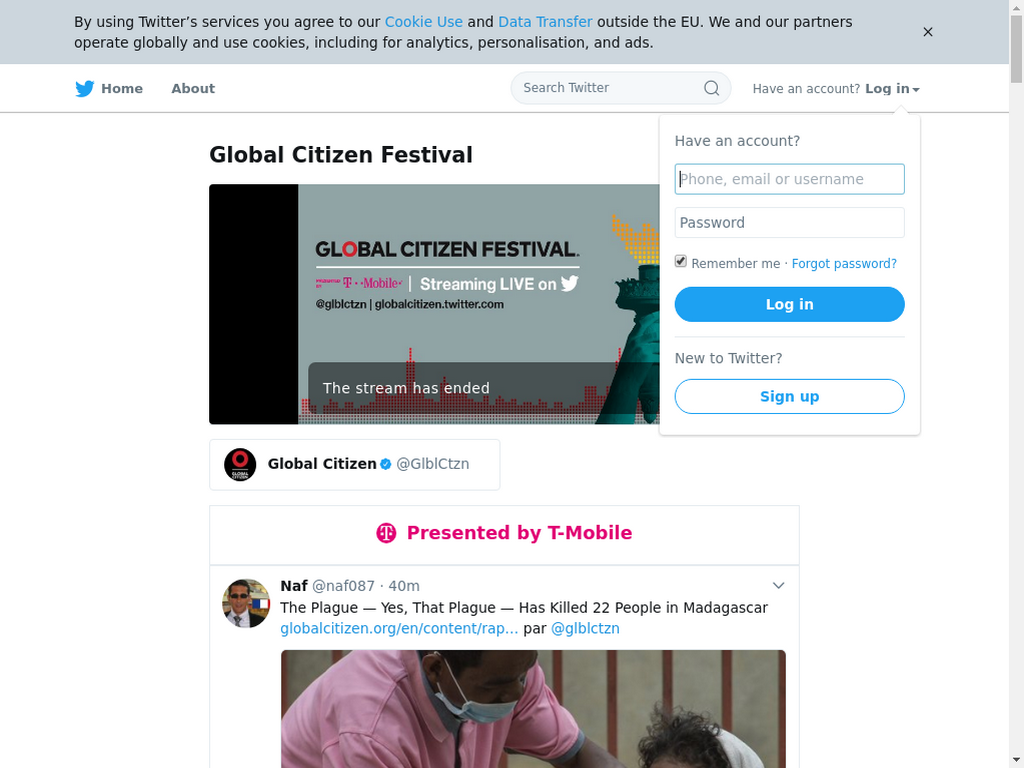 By using Twitter’s services you agree to our Cookie Use and Data Transfer outside the EU. We and our partners
operate globally and use cookies, including for analytics, personalisation, and ads.
Home About Search Twitter Have an account? Log in
Have an account?
Phone, email or username
Password
Remember me · Forgot password?
Log in
New to Twitter?
Sign up
Global Citizen Festival
GLOBAL CITIZEN FESTIVAL.
PRESENTED BY T··Mobile· | Streaming LIVE on
@glblctzn | globalcitizen.twitter.com
The stream has ended
Global Citizen @GlblCtzn
Presented by T-Mobile
Naf @naf087 · 40m
The Plague — Yes, That Plague — Has Killed 22 People in Madagascar
globalcitizen.org/en/content/rap… par @glblctzn